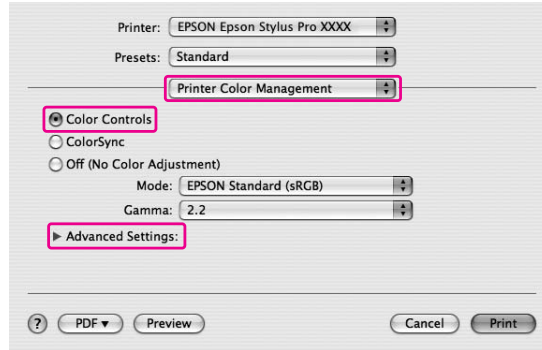 Printer: EPSON Epson Stylus Pro XXXX
Presets: Standard
Printer Color Management
Color Controls
ColorSync
Off (No Color Adjustment)
Mode: EPSON Standard (sRGB)
Gamma: 2.2
Advanced Settings:
? PDF Preview Cancel Print